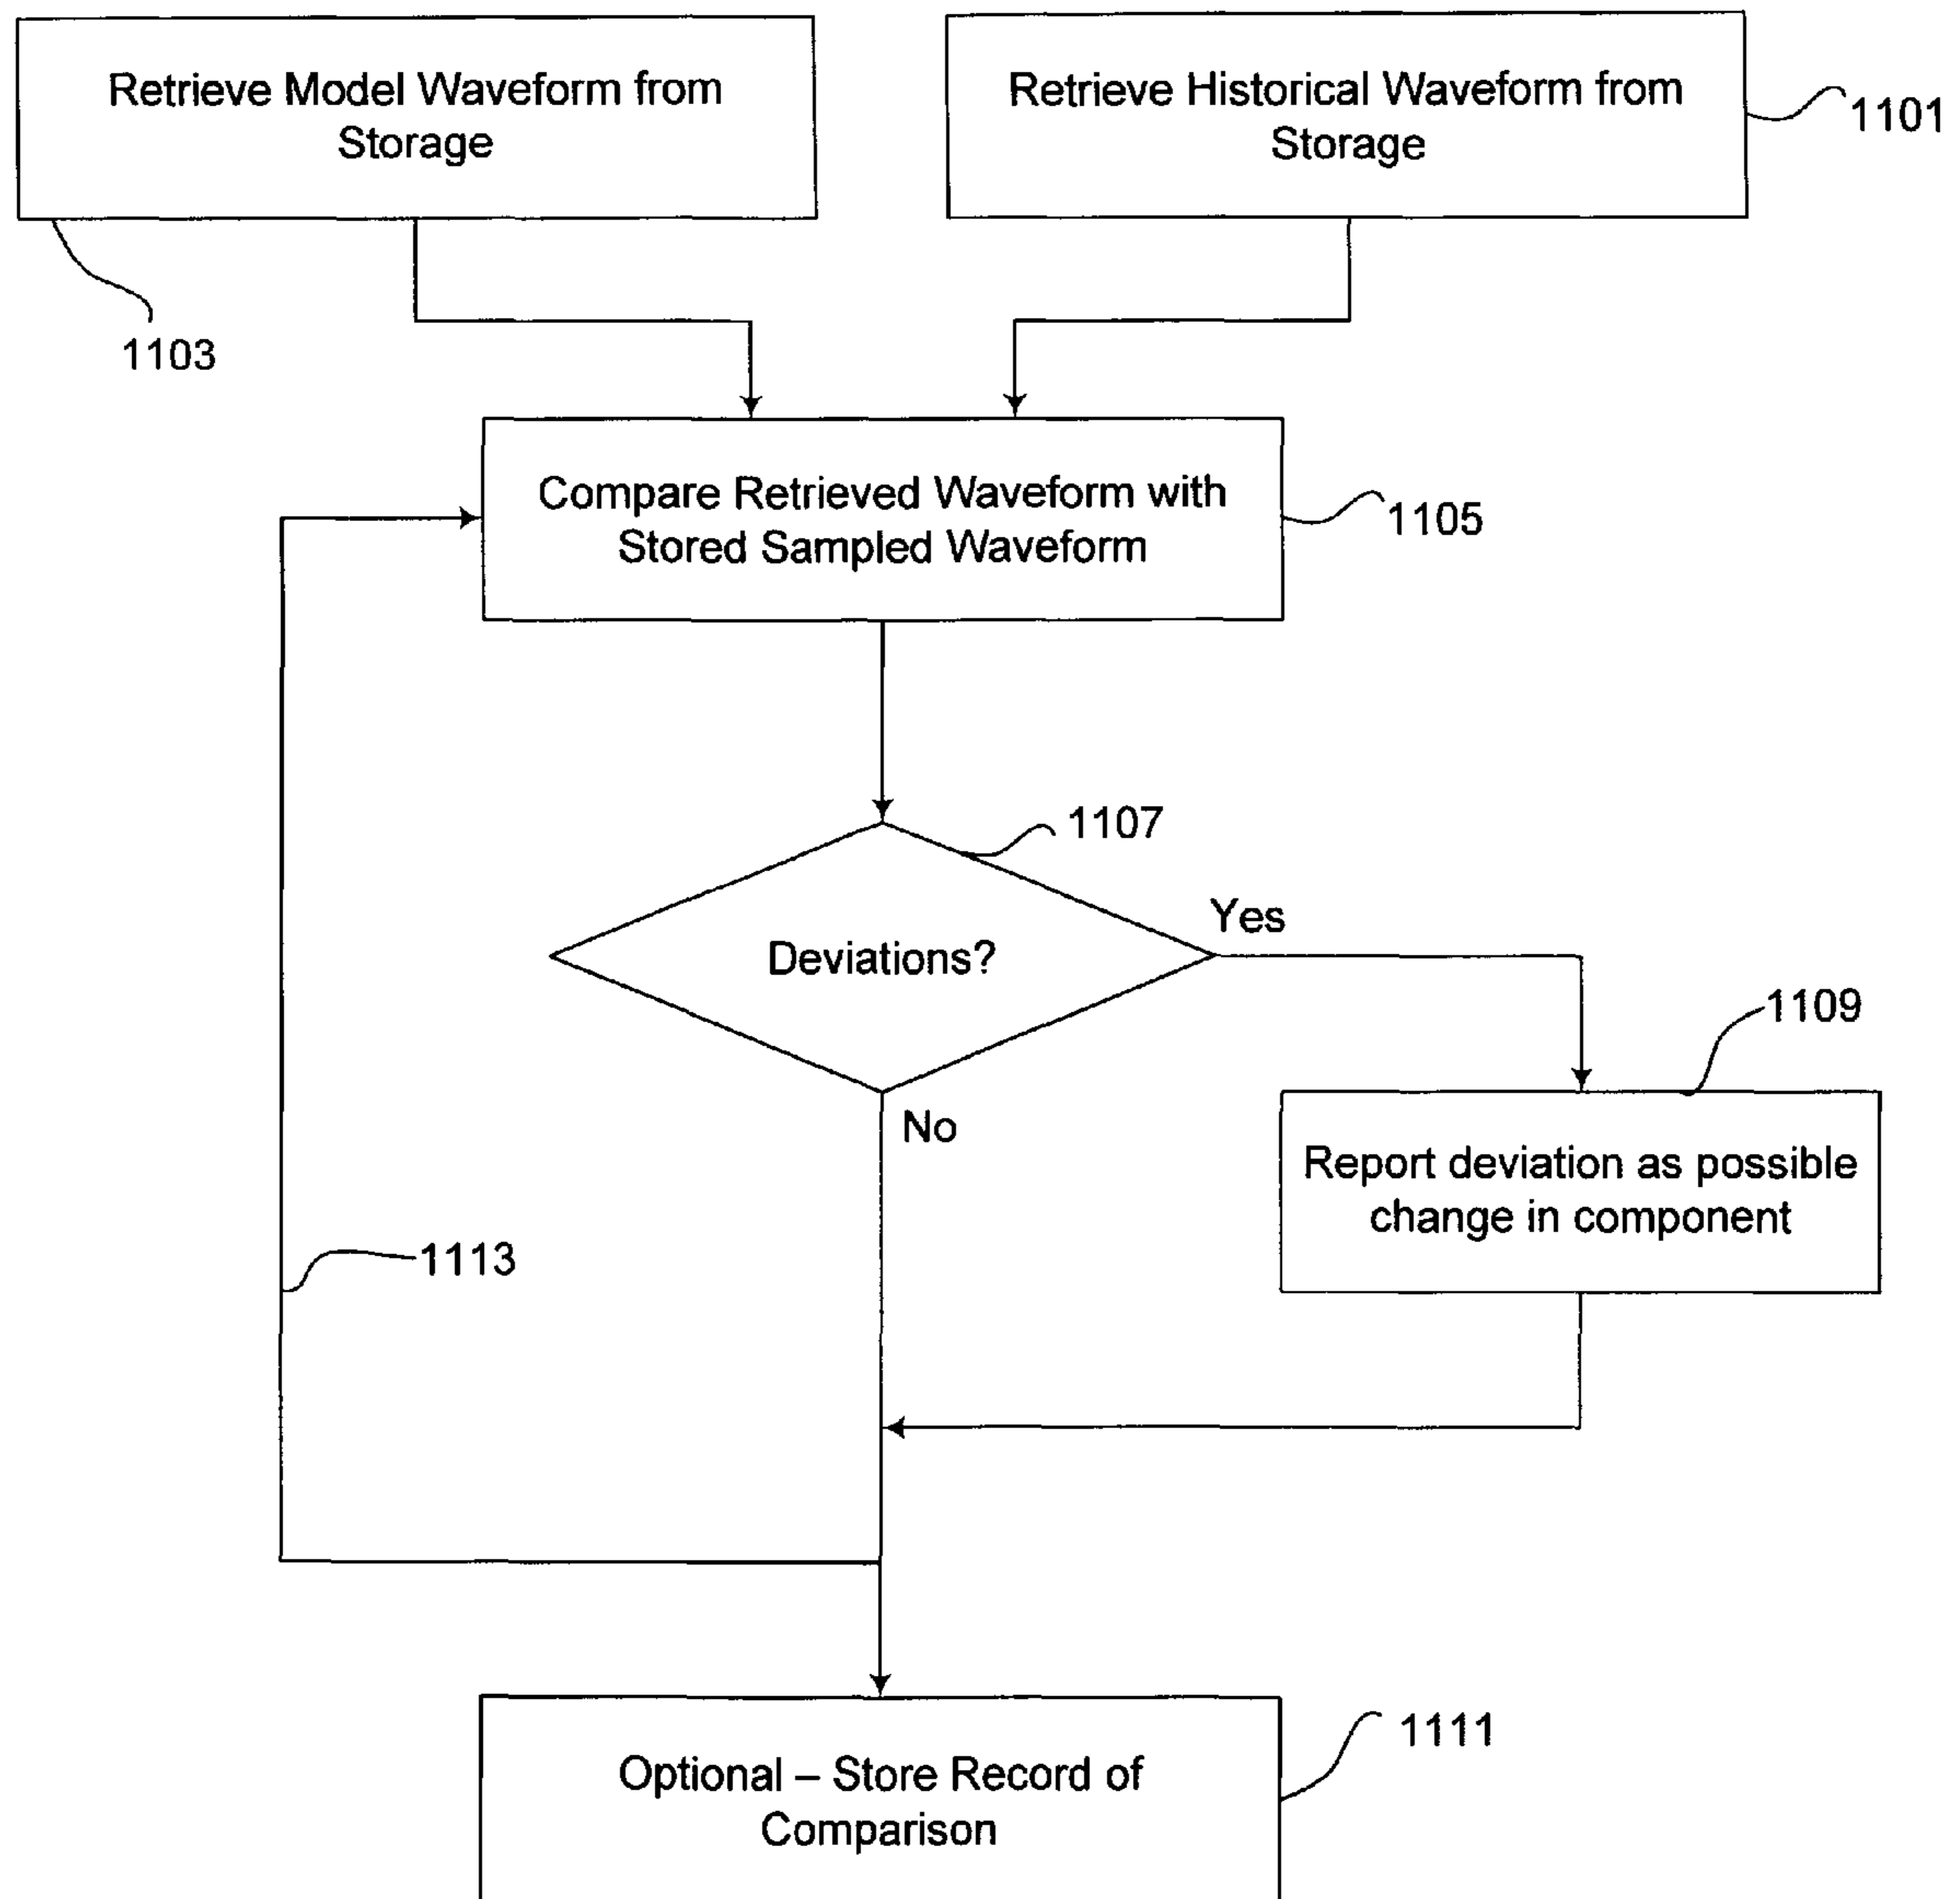 Retrieve Model Waveform from
Storage
Retrieve Historical Waveform from
Storage
1101
1103
Compare Retrieved Waveform with
Stored Sampled Waveform
1105
1107
Deviations?
Yes
No
1109
Report deviation as possible
change in component
1113
1111
Optional – Store Record of
Comparison